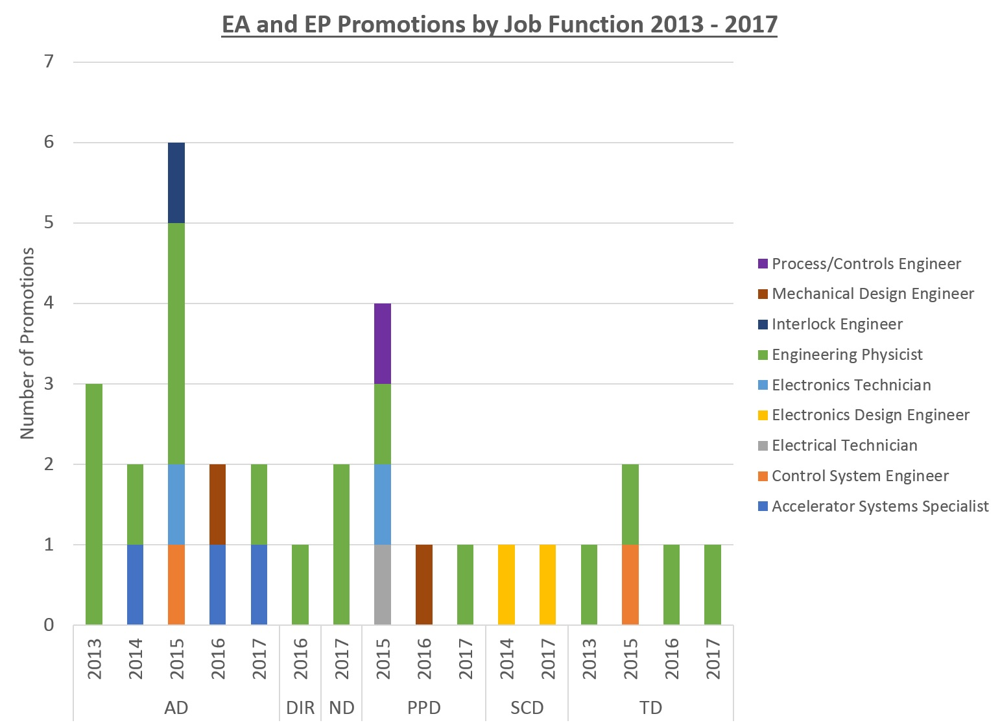 EA and EP Promotions by Job Function 2013 - 2017
Number of Promotions
7
6
5
4
3
2
1
0
2013 2014 2015 2016 2017 2016 2017 2015 2016 2017 2014 2017 2013 2015 2016 2017
AD DIR ND PPD SCD TD
Process/Controls Engineer
Mechanical Design Engineer
Interlock Engineer
Engineering Physicist
Electronics Technician
Electronics Design Engineer
Electrical Technician
Control System Engineer
Accelerator Systems Specialist